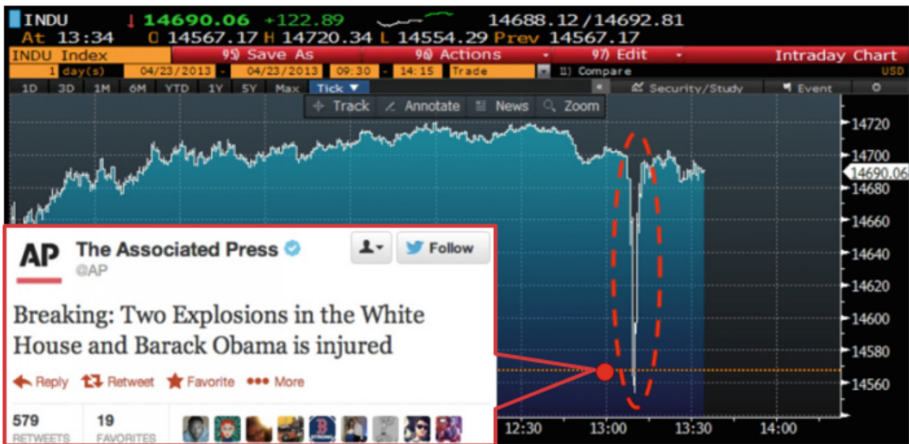 INDU ↓ 14690.06 +122.89 14688.12/14692.81
At 13:34 O 14567.17 H 14720.34 L 14554.29 Prev 14567.17
INDU Index 95) Save As 96) Actions 97) Edit Intraday Chart
1 day(s) 04/23/2013 - 04/23/2013 09:30 - 14:15 Trade 11) Compare USD
1D 3D 1M 6M YTD 1Y 5Y Max Tick ▼ « Security/Study Event
Track Annotate News Zoom
14720
14700
14690.06
14680
14660
14640
14620
14600
14580
14560
12:30 13:00 13:30 14:00
AP The Associated Press Follow
@AP
Breaking: Two Explosions in the White
House and Barack Obama is injured
Reply Retweet Favorite ••• More
579 19
RETWEETS FAVORITES
B